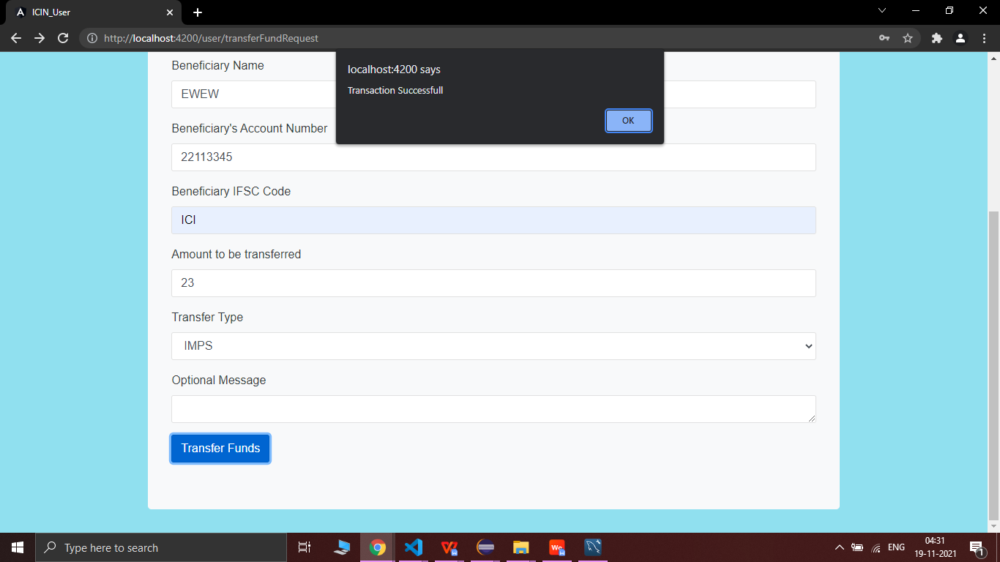 ICIN_User
http://localhost:4200/user/transferFundRequest
localhost:4200 says
Transaction Successfull
OK
Beneficiary Name
EWEW
Beneficiary's Account Number
22113345
Beneficiary IFSC Code
ICI
Amount to be transferred
23
Transfer Type
IMPS
Optional Message
Transfer Funds
Type here to search
ENG
04:31
19-11-2021
1